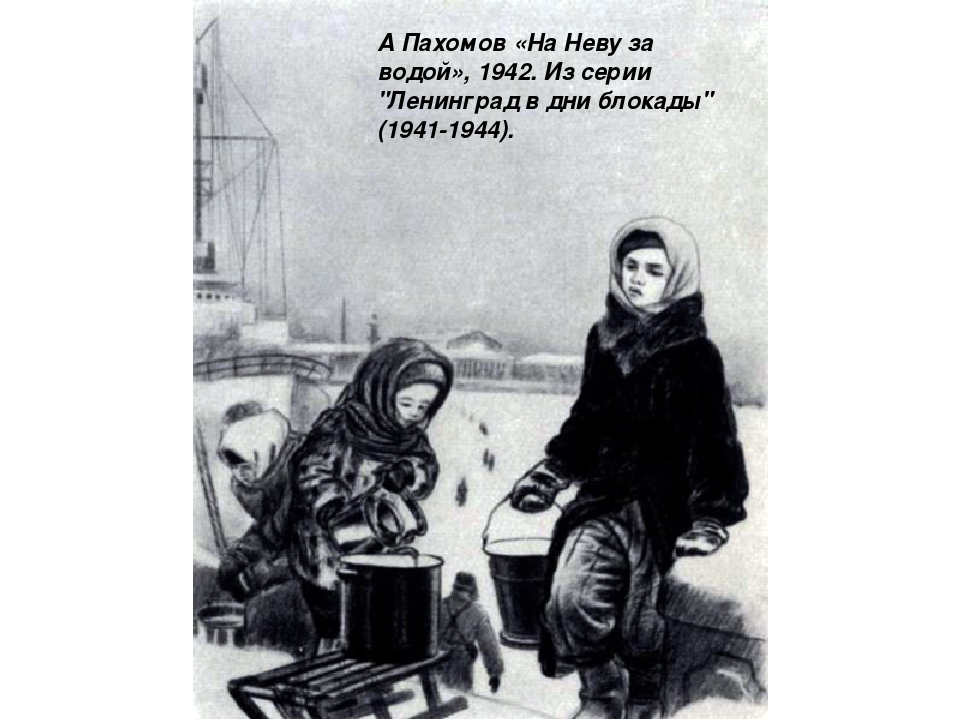 А Пахомов «На Неву за
водой», 1942. Из серии
"Ленинград в дни блокады"
(1941-1944).